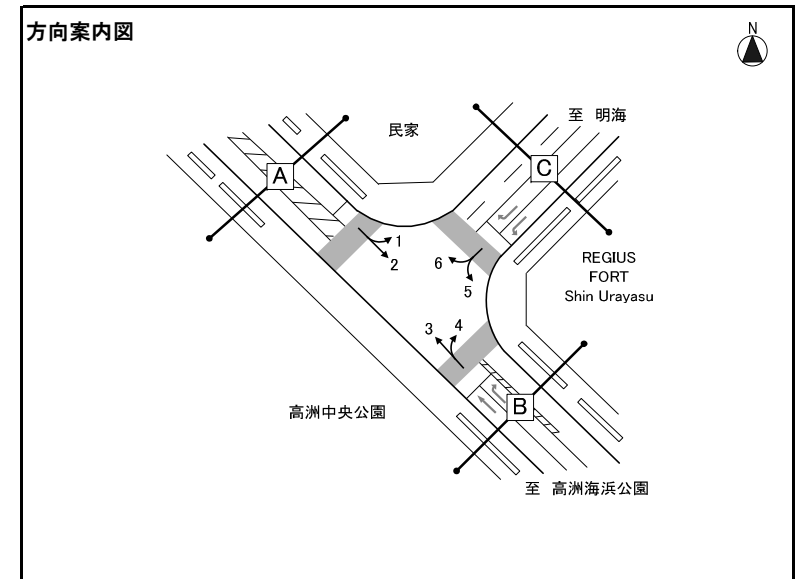 方向案内図
N
民家
至 明海
A
C
1
2
6
5
REGIUS
FORT
Shin Urayasu
3
4
高洲中央公園
B
至 高洲海浜公園